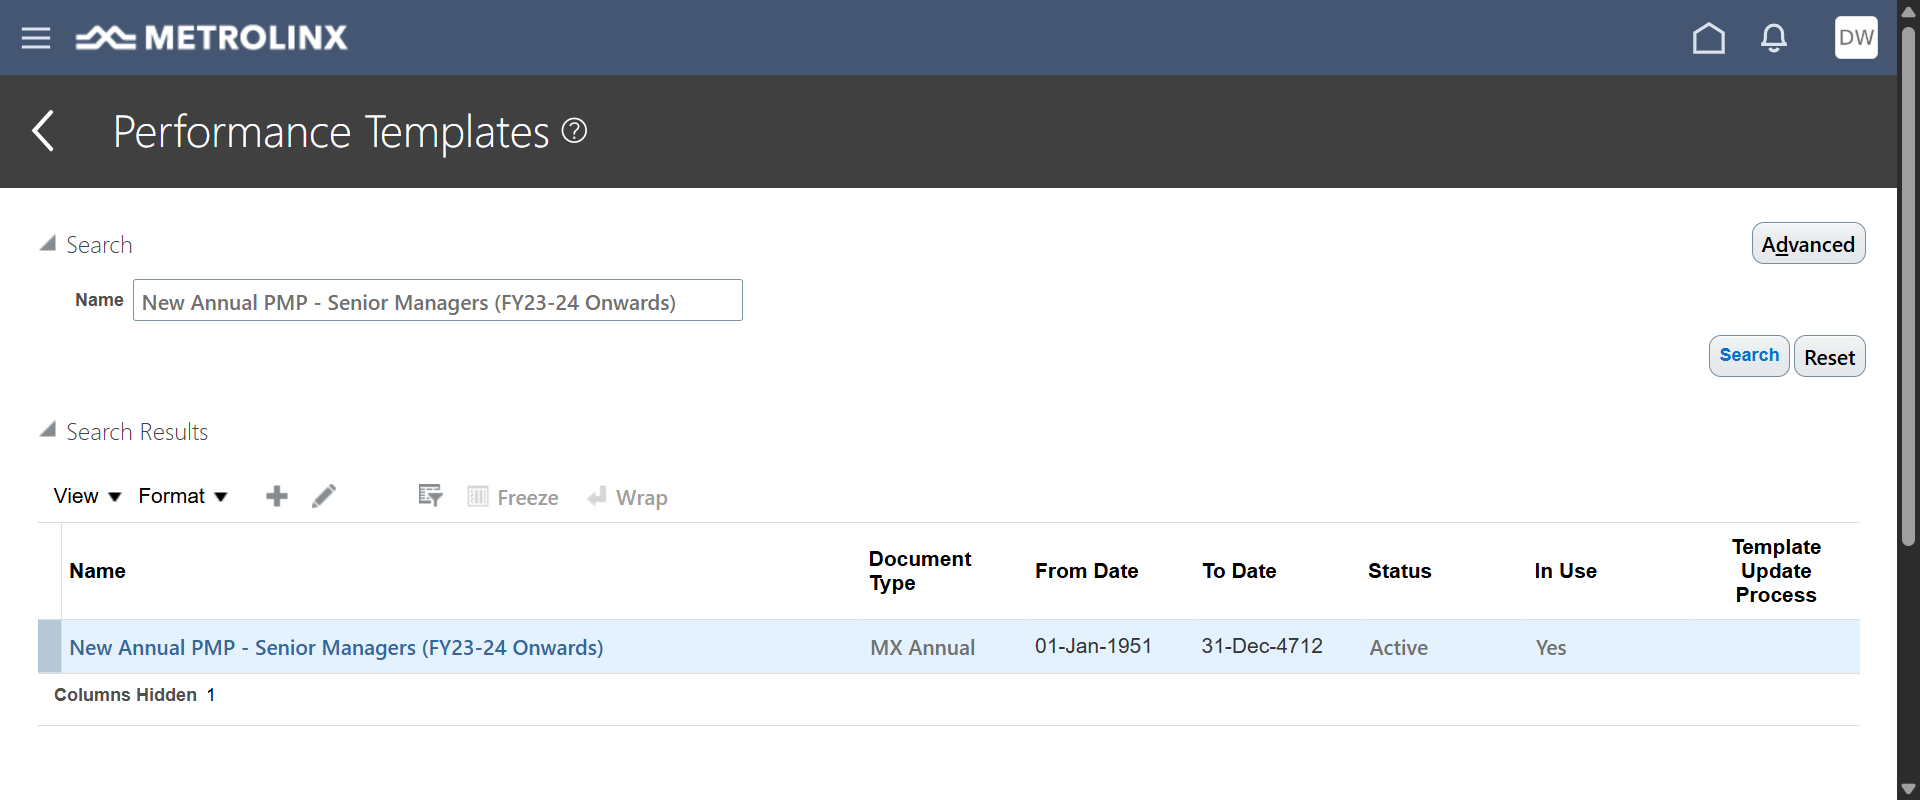 METROLINX
DW
Performance Templates ?
Search
Advanced
Name New Annual PMP - Senior Managers (FY23-24 Onwards)
Search Reset
Search Results
View Format Freeze Wrap
Name Document Type From Date To Date Status In Use Template Update Process
New Annual PMP - Senior Managers (FY23-24 Onwards) MX Annual 01-Jan-1951 31-Dec-4712 Active Yes
Columns Hidden 1